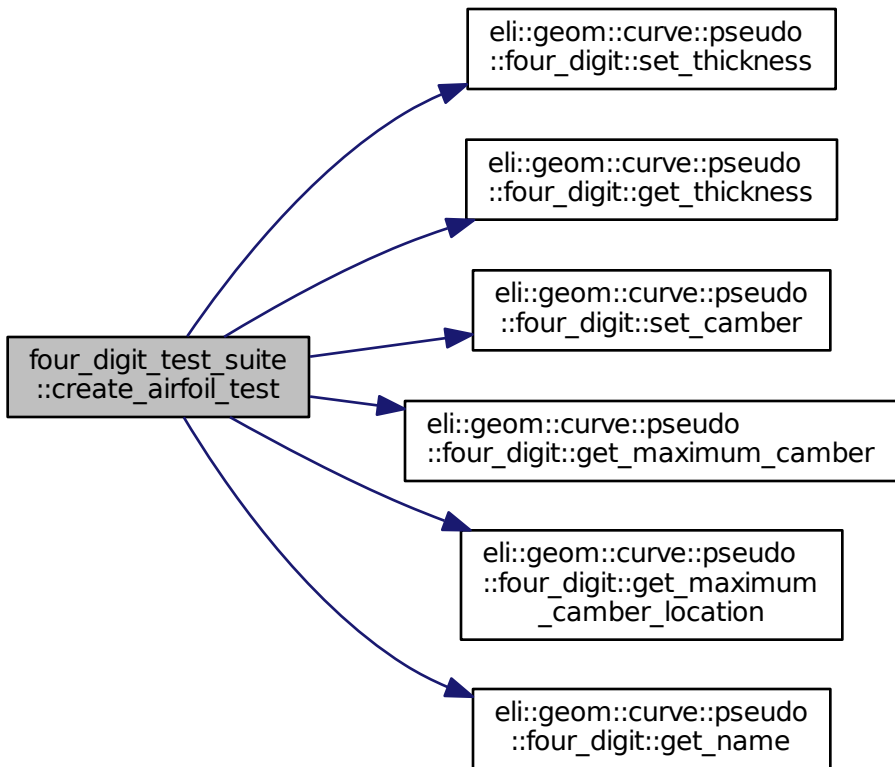 eli::geom::curve::pseudo
::four_digit::set_thickness
eli::geom::curve::pseudo
::four_digit::get_thickness
eli::geom::curve::pseudo
::four_digit::set_camber
four_digit_test_suite
::create_airfoil_test
eli::geom::curve::pseudo
::four_digit::get_maximum_camber
eli::geom::curve::pseudo
::four_digit::get_maximum
_camber_location
eli::geom::curve::pseudo
::four_digit::get_name